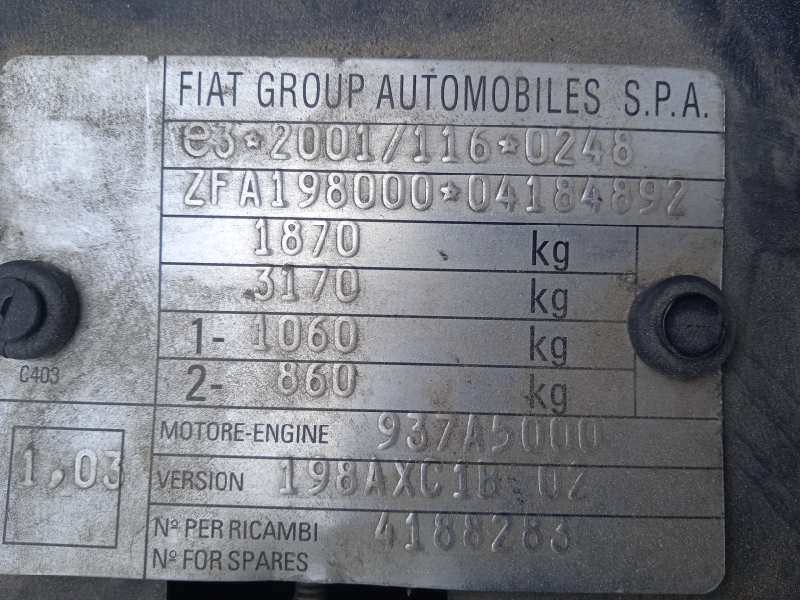 FIAT GROUP AUTOMOBILES S.P.A.
e3*2001/116*0248
ZFA198000*04184892
1870 kg
3170 kg
1- 1060 kg
2- 860 kg
C403
MOTORE-ENGINE 937A5000
1,03
VERSION 198AXC1B 02
Nº PER RICAMBI 4188283
Nº FOR SPARES